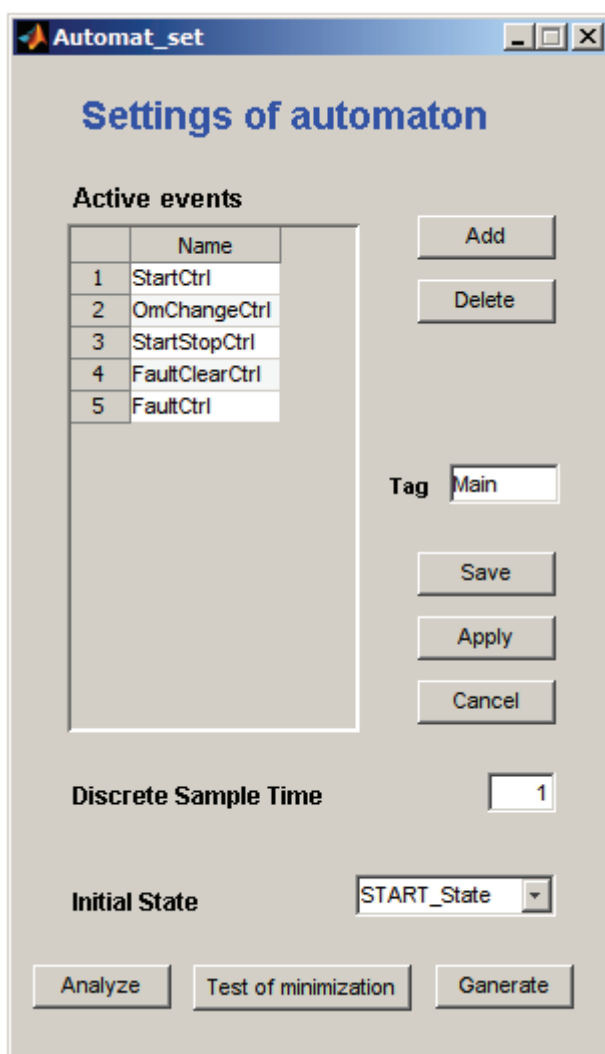 Automat_set
Settings of automaton
Active events
Name
1 StartCtrl
2 OmChangeCtrl
3 StartStopCtrl
4 FaultClearCtrl
5 FaultCtrl
Add
Delete
Tag Main
Save
Apply
Cancel
Discrete Sample Time 1
Initial State START_State
Analyze Test of minimization Ganerate